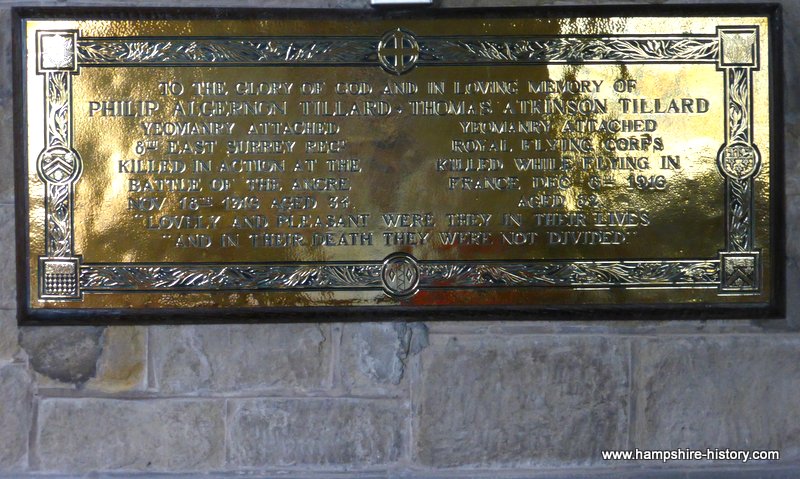 TO THE GLORY OF GOD AND IN LOVING MEMORY OF
PHILIP ALGERNON TILLARD · THOMAS ATKINSON TILLARD
YEOMANRY ATTACHED
8TH EAST SURREY REGT
KILLED IN ACTION AT THE
BATTLE OF THE ANCRE
NOV 18TH 1916 AGED 34.
YEOMANRY ATTACHED
ROYAL FLYING CORPS
KILLED WHILE FLYING IN
FRANCE DEC 6TH 1916
AGED 32.
"LOVELY AND PLEASANT WERE THEY IN THEIR LIVES
"AND IN THEIR DEATH THEY WERE NOT DIVIDED."
www.hampshire-history.com